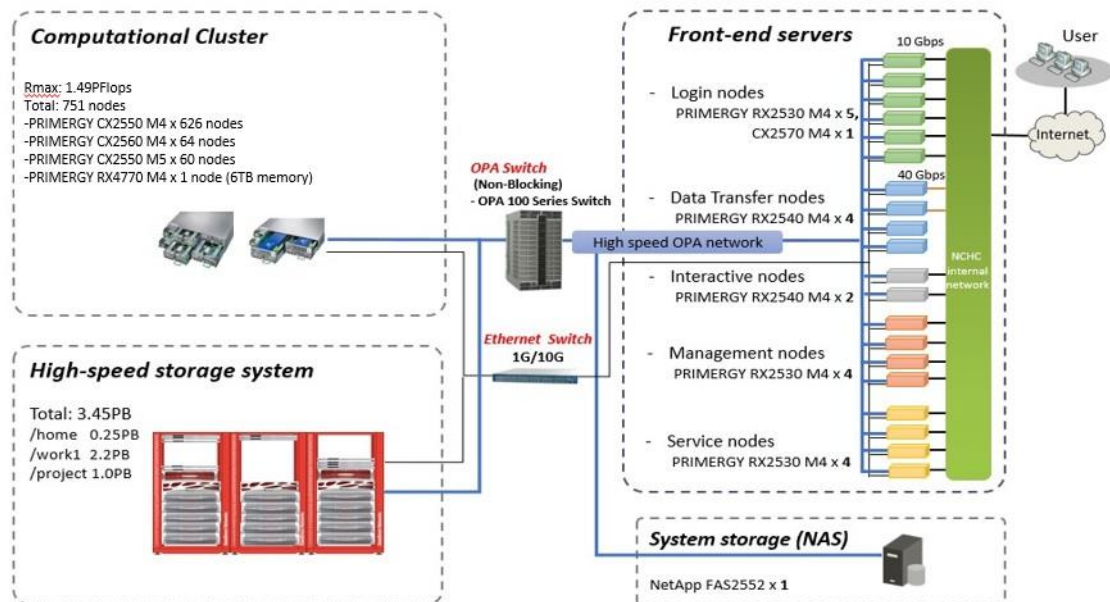 Computational Cluster
Rmax: 1.49PFlops
Total: 751 nodes
-PRIMERGY CX2550 M4 x 626 nodes
-PRIMERGY CX2560 M4 x 64 nodes
-PRIMERGY CX2550 M5 x 60 nodes
-PRIMERGY RX4770 M4 x 1 node (6TB memory)
High-speed storage system
Total: 3.45PB
/home 0.25PB
/work1 2.2PB
/project 1.0PB
OPA Switch
(Non-Blocking)
- OPA 100 Series Switch
High speed OPA network
Ethernet Switch
1G/10G
Front-end servers
10 Gbps
- Login nodes
PRIMERGY RX2530 M4 x 5,
CX2570 M4 x 1
40 Gbps
- Data Transfer nodes
PRIMERGY RX2540 M4 x 4
- Interactive nodes
PRIMERGY RX2540 M4 x 2
- Management nodes
PRIMERGY RX2530 M4 x 4
- Service nodes
PRIMERGY RX2530 M4 x 4
NCHC
internal
network
User
Internet
System storage (NAS)
NetApp FAS2552 x 1